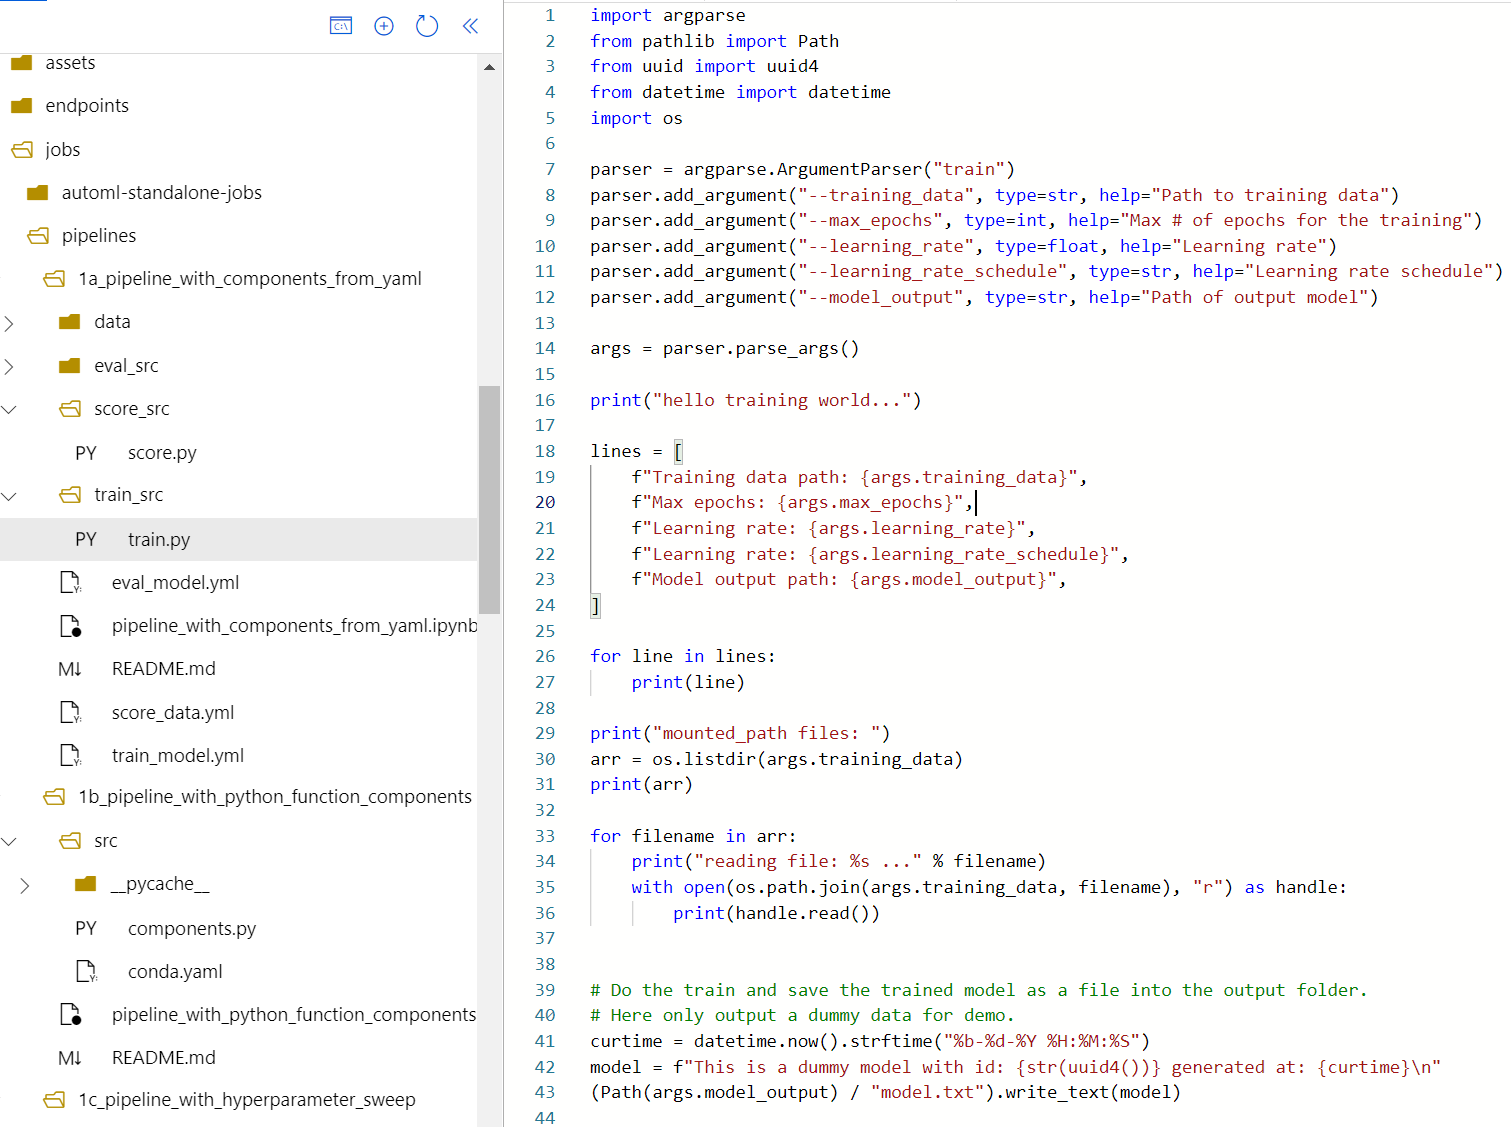 C:\
assets
endpoints
jobs
automl-standalone-jobs
pipelines
1a_pipeline_with_components_from_yaml
data
eval_src
score_src
PY score.py
train_src
PY train.py
Y: eval_model.yml
pipeline_with_components_from_yaml.ipynb
M↓ README.md
Y: score_data.yml
Y: train_model.yml
1b_pipeline_with_python_function_components
src
__pycache__
PY components.py
Y: conda.yaml
pipeline_with_python_function_components
M↓ README.md
1c_pipeline_with_hyperparameter_sweep
1 import argparse
2 from pathlib import Path
3 from uuid import uuid4
4 from datetime import datetime
5 import os
6
7 parser = argparse.ArgumentParser("train")
8 parser.add_argument("--training_data", type=str, help="Path to training data")
9 parser.add_argument("--max_epochs", type=int, help="Max # of epochs for the training")
10 parser.add_argument("--learning_rate", type=float, help="Learning rate")
11 parser.add_argument("--learning_rate_schedule", type=str, help="Learning rate schedule")
12 parser.add_argument("--model_output", type=str, help="Path of output model")
13
14 args = parser.parse_args()
15
16 print("hello training world...")
17
18 lines = [
19     f"Training data path: {args.training_data}",
20     f"Max epochs: {args.max_epochs}",
21     f"Learning rate: {args.learning_rate}",
22     f"Learning rate: {args.learning_rate_schedule}",
23     f"Model output path: {args.model_output}",
24 ]
25
26 for line in lines:
27     print(line)
28
29 print("mounted_path files: ")
30 arr = os.listdir(args.training_data)
31 print(arr)
32
33 for filename in arr:
34     print("reading file: %s ..." % filename)
35     with open(os.path.join(args.training_data, filename), "r") as handle:
36         print(handle.read())
37
38
39 # Do the train and save the trained model as a file into the output folder.
40 # Here only output a dummy data for demo.
41 curtime = datetime.now().strftime("%b-%d-%Y %H:%M:%S")
42 model = f"This is a dummy model with id: {str(uuid4())} generated at: {curtime}\n"
43 (Path(args.model_output) / "model.txt").write_text(model)
44